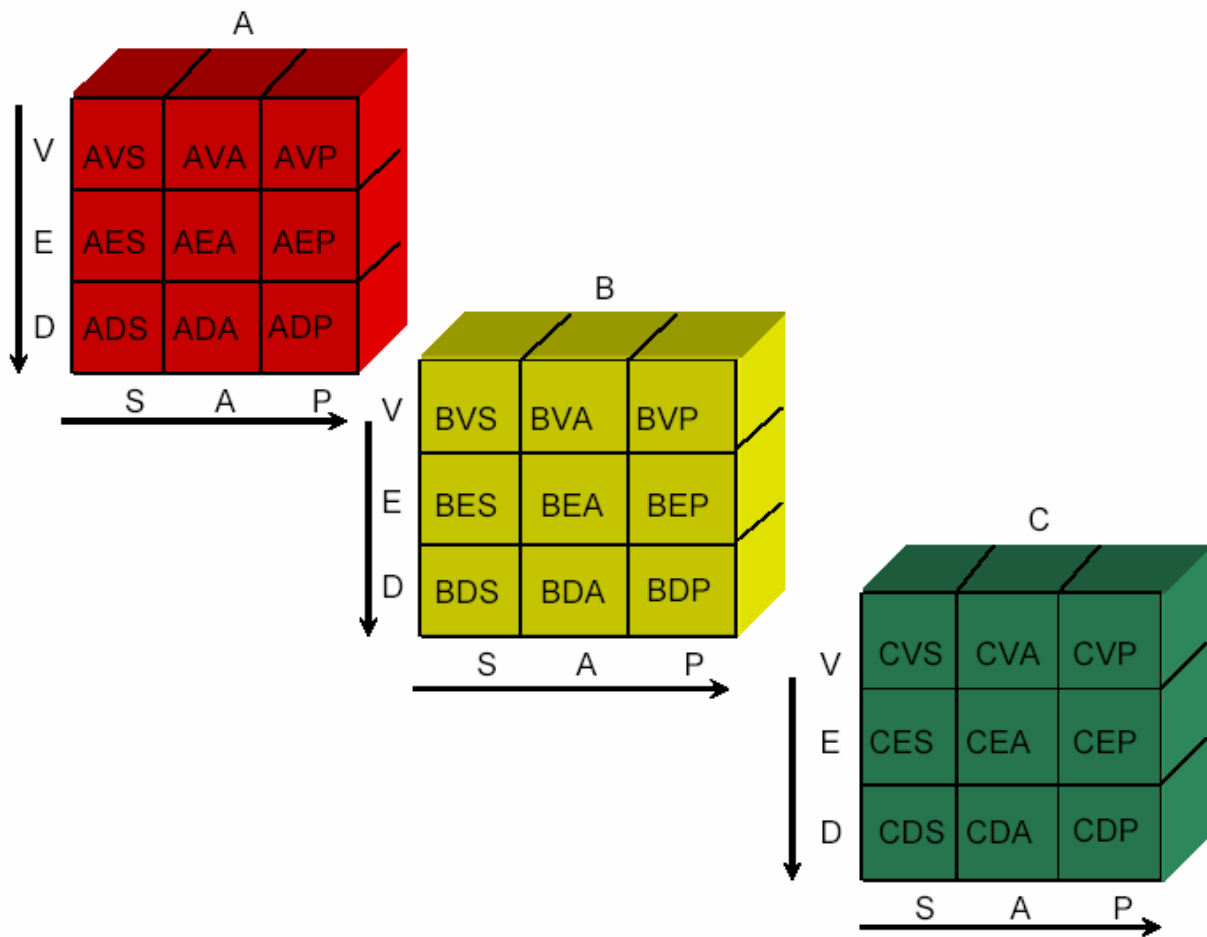 A
V AVS AVA AVP
E AES AEA AEP
D ADS ADA ADP
S A P
B
V BVS BVA BVP
E BES BEA BEP
D BDS BDA BDP
S A P
C
V CVS CVA CVP
E CES CEA CEP
D CDS CDA CDP
S A P